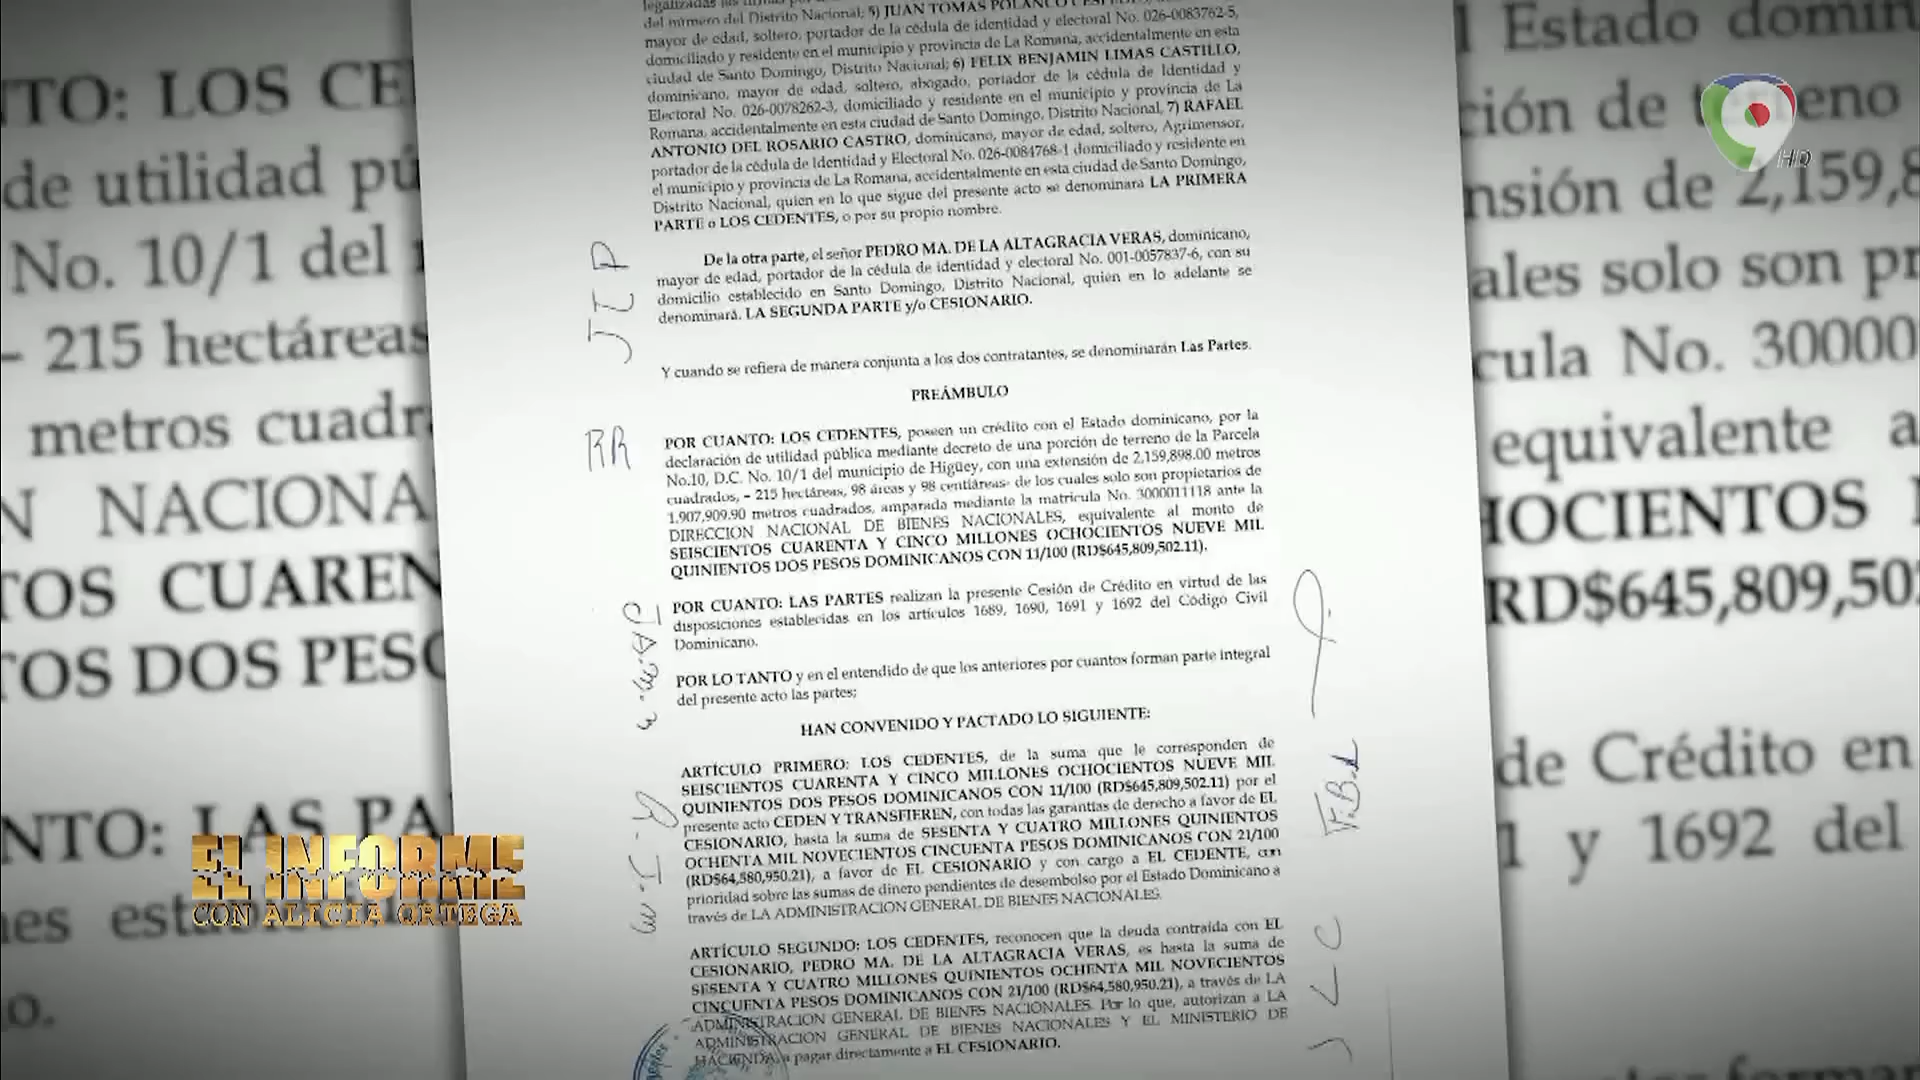 del número del Distrito Nacional; 5) JUAN TOMAS POLANCO
mayor de edad, soltero, portador de la cédula de identidad y electoral No. 026-0083762-5,
domiciliado y residente en el municipio y provincia de La Romana, accidentalmente en esta
ciudad de Santo Domingo, Distrito Nacional; 6) FELIX BENJAMIN LIMAS CASTILLO,
dominicano, mayor de edad, soltero, abogado, portador de la cédula de Identidad y
Electoral No. 026-0078262-3, domiciliado y residente en el municipio y provincia de La
Romana, accidentalmente en esta ciudad de Santo Domingo, Distrito Nacional, 7) RAFAEL
ANTONIO DEL ROSARIO CASTRO, dominicano, mayor de edad, soltero, Agrimensor,
portador de la cédula de Identidad y Electoral No. 026-0084768-1 domiciliado y residente en
el municipio y provincia de La Romana, accidentalmente en esta ciudad de Santo Domingo,
Distrito Nacional, quien en lo que sigue del presente acto se denominará LA PRIMERA
PARTE o LOS CEDENTES, o por su propio nombre.
De la otra parte, el señor PEDRO MA. DE LA ALTAGRACIA VERAS, dominicano,
mayor de edad, portador de la cédula de identidad y electoral No. 001-0057837-6, con su
domicilio establecido en Santo Domingo, Distrito Nacional, quien en lo adelante se
denominará. LA SEGUNDA PARTE y/o CESIONARIO.
Y cuando se refiera de manera conjunta a los dos contratantes, se denominarán Las Partes.
PREÁMBULO
POR CUANTO: LOS CEDENTES, poseen un crédito con el Estado dominicano, por la
declaración de utilidad pública mediante decreto de una porción de terreno de la Parcela
No.10, D.C. No. 10/1 del municipio de Higüey, con una extensión de 2,159,898.00 metros
cuadrados, – 215 hectáreas, 98 áreas y 98 centiáreas- de los cuales solo son propietarios de
1.907,909.90 metros cuadrados, amparada mediante la matricula No. 3000011118 ante la
DIRECCION NACIONAL DE BIENES NACIONALES, equivalente al monto de
SEISCIENTOS CUARENTA Y CINCO MILLONES OCHOCIENTOS NUEVE MIL
QUINIENTOS DOS PESOS DOMINICANOS CON 11/100 (RD$645,809,502.11).
POR CUANTO: LAS PARTES realizan la presente Cesión de Crédito en virtud de las
disposiciones establecidas en los artículos 1689, 1690, 1691 y 1692 del Código Civil
Dominicano.
POR LO TANTO y en el entendido de que los anteriores por cuantos forman parte integral
del presente acto las partes;
HAN CONVENIDO Y PACTADO LO SIGUIENTE:
ARTÍCULO PRIMERO: LOS CEDENTES, de la suma que le corresponden de
SEISCIENTOS CUARENTA Y CINCO MILLONES OCHOCIENTOS NUEVE MIL
QUINIENTOS DOS PESOS DOMINICANOS CON 11/100 (RD$645,809,502.11) por el
presente acto CEDEN Y TRANSFIEREN, con todas las garantías de derecho a favor de EL
CESIONARIO, hasta la suma de SESENTA Y CUATRO MILLONES QUINIENTOS
OCHENTA MIL NOVECIENTOS CINCUENTA PESOS DOMINICANOS CON 21/100
(RD$64,580,950.21), a favor de EL CESIONARIO y con cargo a EL CEDENTE, con
prioridad sobre las sumas de dinero pendientes de desembolso por el Estado Dominicano a
través de LA ADMINISTRACION GENERAL DE BIENES NACIONALES.
ARTÍCULO SEGUNDO: LOS CEDENTES, reconocen que la deuda contraída con EL
CESIONARIO, PEDRO MA. DE LA ALTAGRACIA VERAS, es hasta la suma de
SESENTA Y CUATRO MILLONES QUINIENTOS OCHENTA MIL NOVECIENTOS
CINCUENTA PESOS DOMINICANOS CON 21/100 (RD$64,580,950.21), a través de LA
ADMINISTRACION GENERAL DE BIENES NACIONALES. Por lo que, autorizan a LA
ADMINISTRACION GENERAL DE BIENES NACIONALES Y EL MINISTERIO DE
HACIENDA, a pagar directamente a EL CESIONARIO.
RR
F.B.L
NTO: LOS CE
de utilidad pú
No. 10/1 del
– 215 hectáreas
metros cuadr
N NACIONA
TOS CUAREN
TOS DOS PESO
NTO: LAS PA
nes est
o.
l Estado domin
ción de terreno
nsión de 2,159,8
ales solo son pr
cula No. 30000
equivalente a
HOCIENTOS
RD$645,809,50
de Crédito en
1 y 1692 del
EL INFORME
CON ALICIA ORTEGA
9
HD